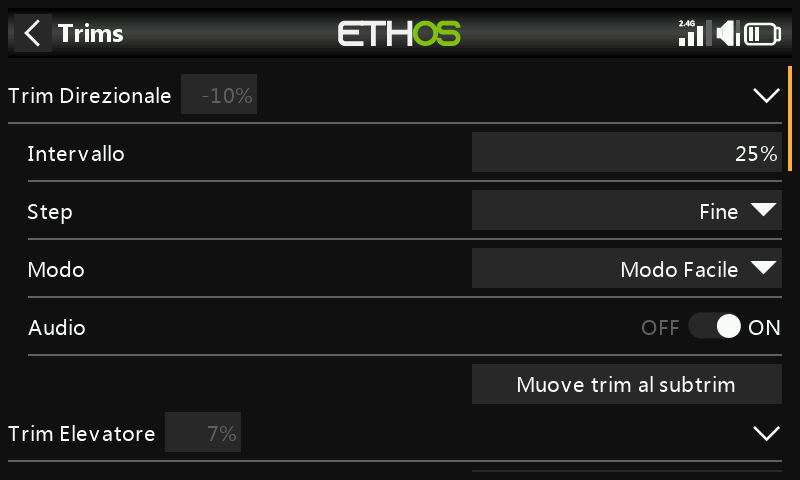 Trims
ETHOS
2.4G
Trim Direzionale -10%
Intervallo 25%
Step Fine
Modo Modo Facile
Audio OFF ON
Muove trim al subtrim
Trim Elevatore 7%